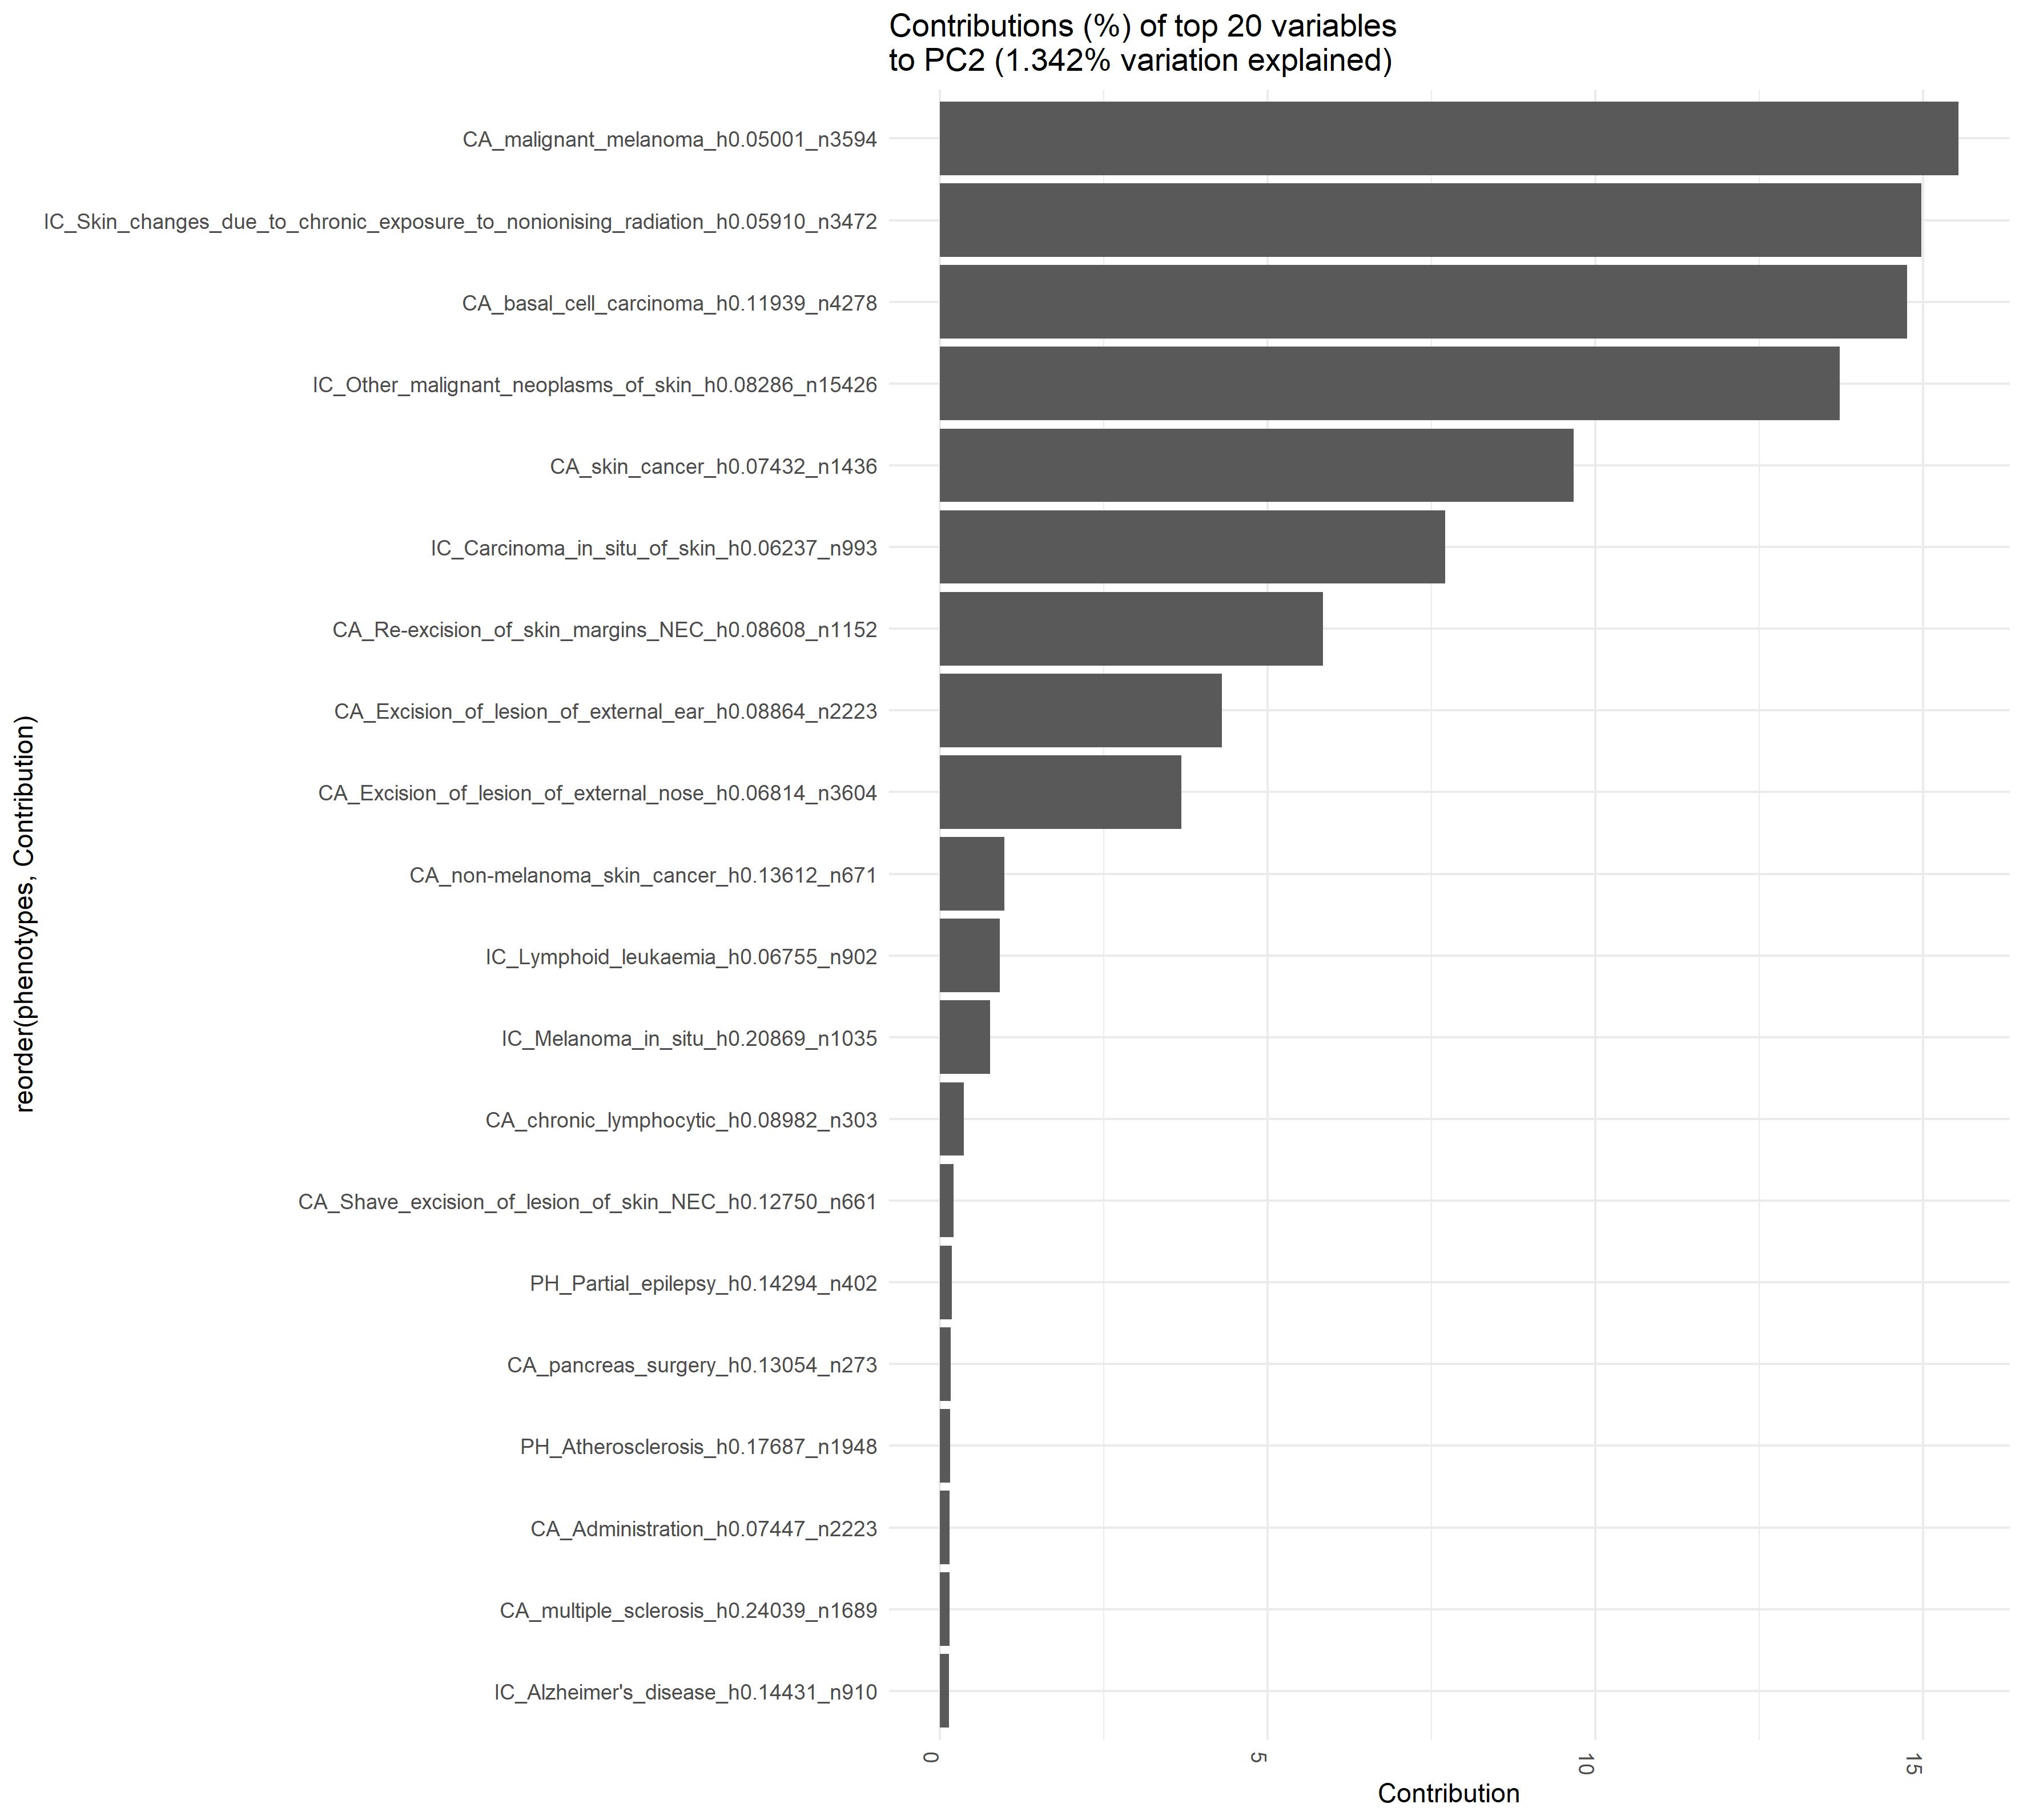 Contributions (%) of top 20 variables
to PC2 (1.342% variation explained)
CA_malignant_melanoma_h0.05001_n3594
IC_Skin_changes_due_to_chronic_exposure_to_nonionising_radiation_h0.05910_n3472
CA_basal_cell_carcinoma_h0.11939_n4278
IC_Other_malignant_neoplasms_of_skin_h0.08286_n15426
CA_skin_cancer_h0.07432_n1436
IC_Carcinoma_in_situ_of_skin_h0.06237_n993
CA_Re-excision_of_skin_margins_NEC_h0.08608_n1152
CA_Excision_of_lesion_of_external_ear_h0.08864_n2223
CA_Excision_of_lesion_of_external_nose_h0.06814_n3604
CA_non-melanoma_skin_cancer_h0.13612_n671
IC_Lymphoid_leukaemia_h0.06755_n902
IC_Melanoma_in_situ_h0.20869_n1035
CA_chronic_lymphocytic_h0.08982_n303
CA_Shave_excision_of_lesion_of_skin_NEC_h0.12750_n661
PH_Partial_epilepsy_h0.14294_n402
CA_pancreas_surgery_h0.13054_n273
PH_Atherosclerosis_h0.17687_n1948
CA_Administration_h0.07447_n2223
CA_multiple_sclerosis_h0.24039_n1689
IC_Alzheimer's_disease_h0.14431_n910
reorder(phenotypes, Contribution)
0
5
10
15
Contribution